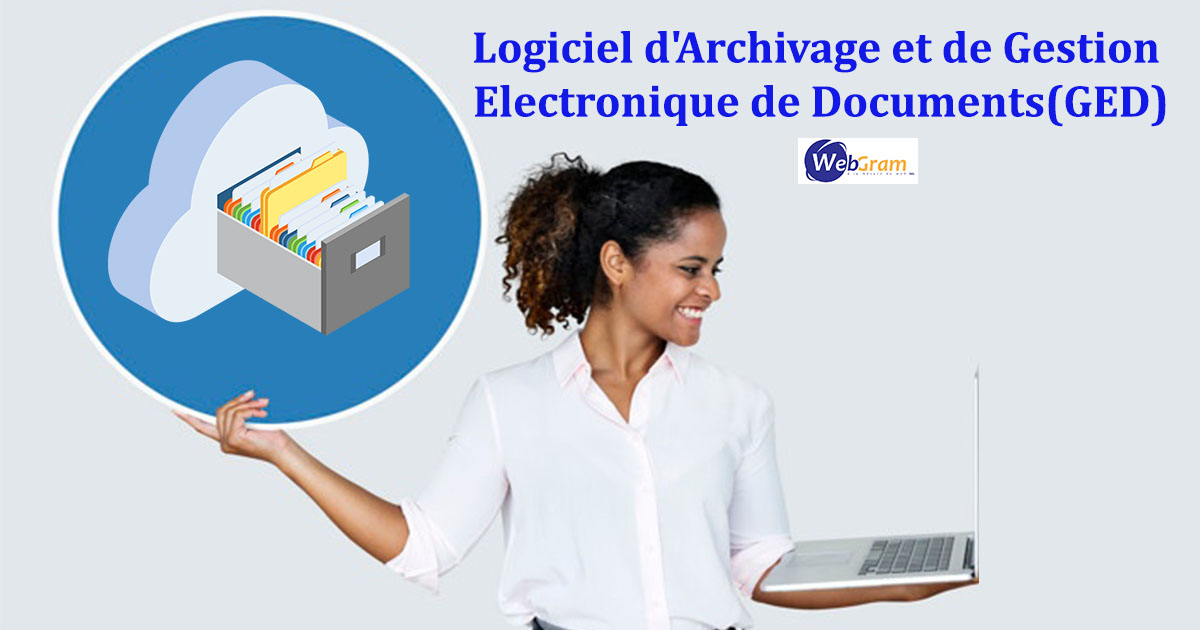 Logiciel d'Archivage et de Gestion
Electronique de Documents(GED)
WebGram